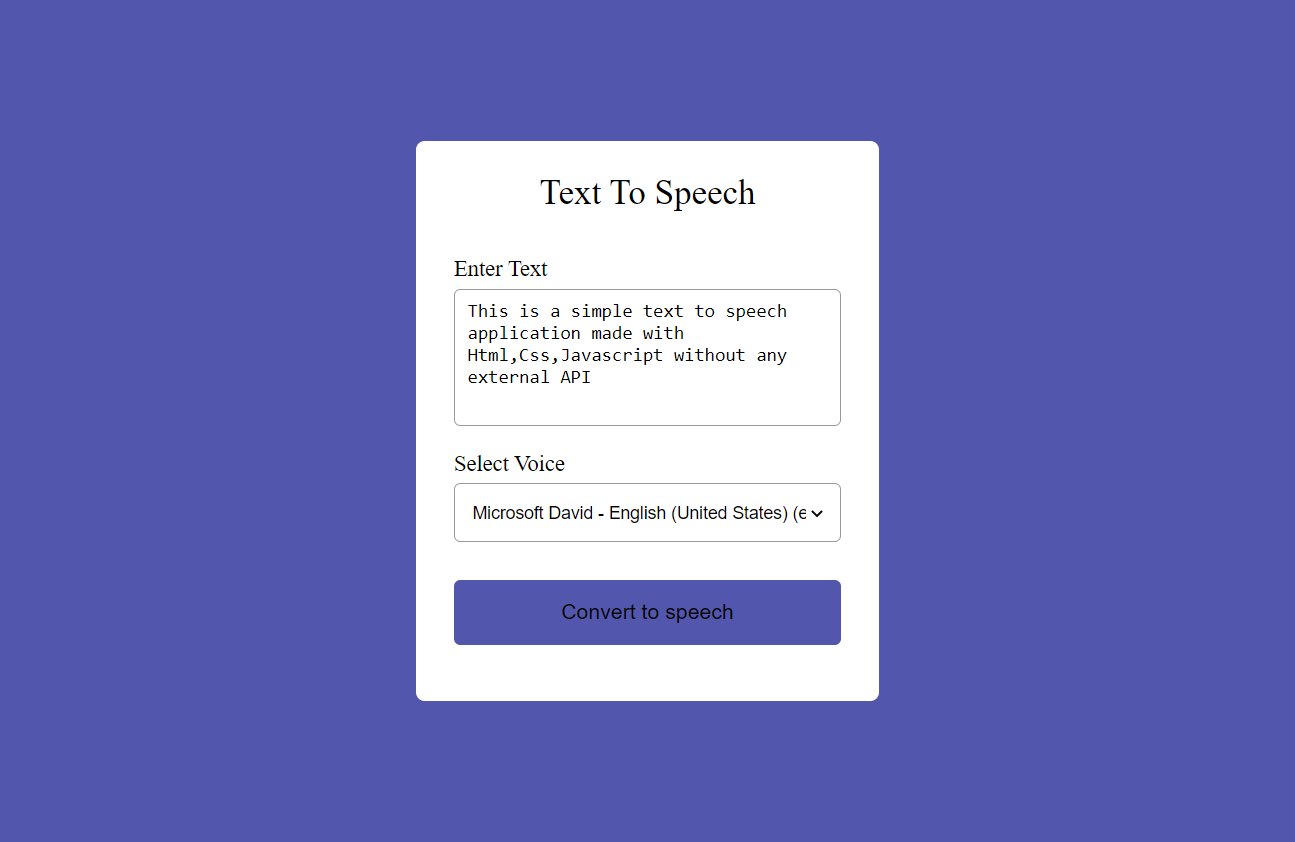 Text To Speech
Enter Text
This is a simple text to speech
application made with
Html,Css,Javascript without any
external API
Select Voice
Microsoft David - English (United States) (e
Convert to speech